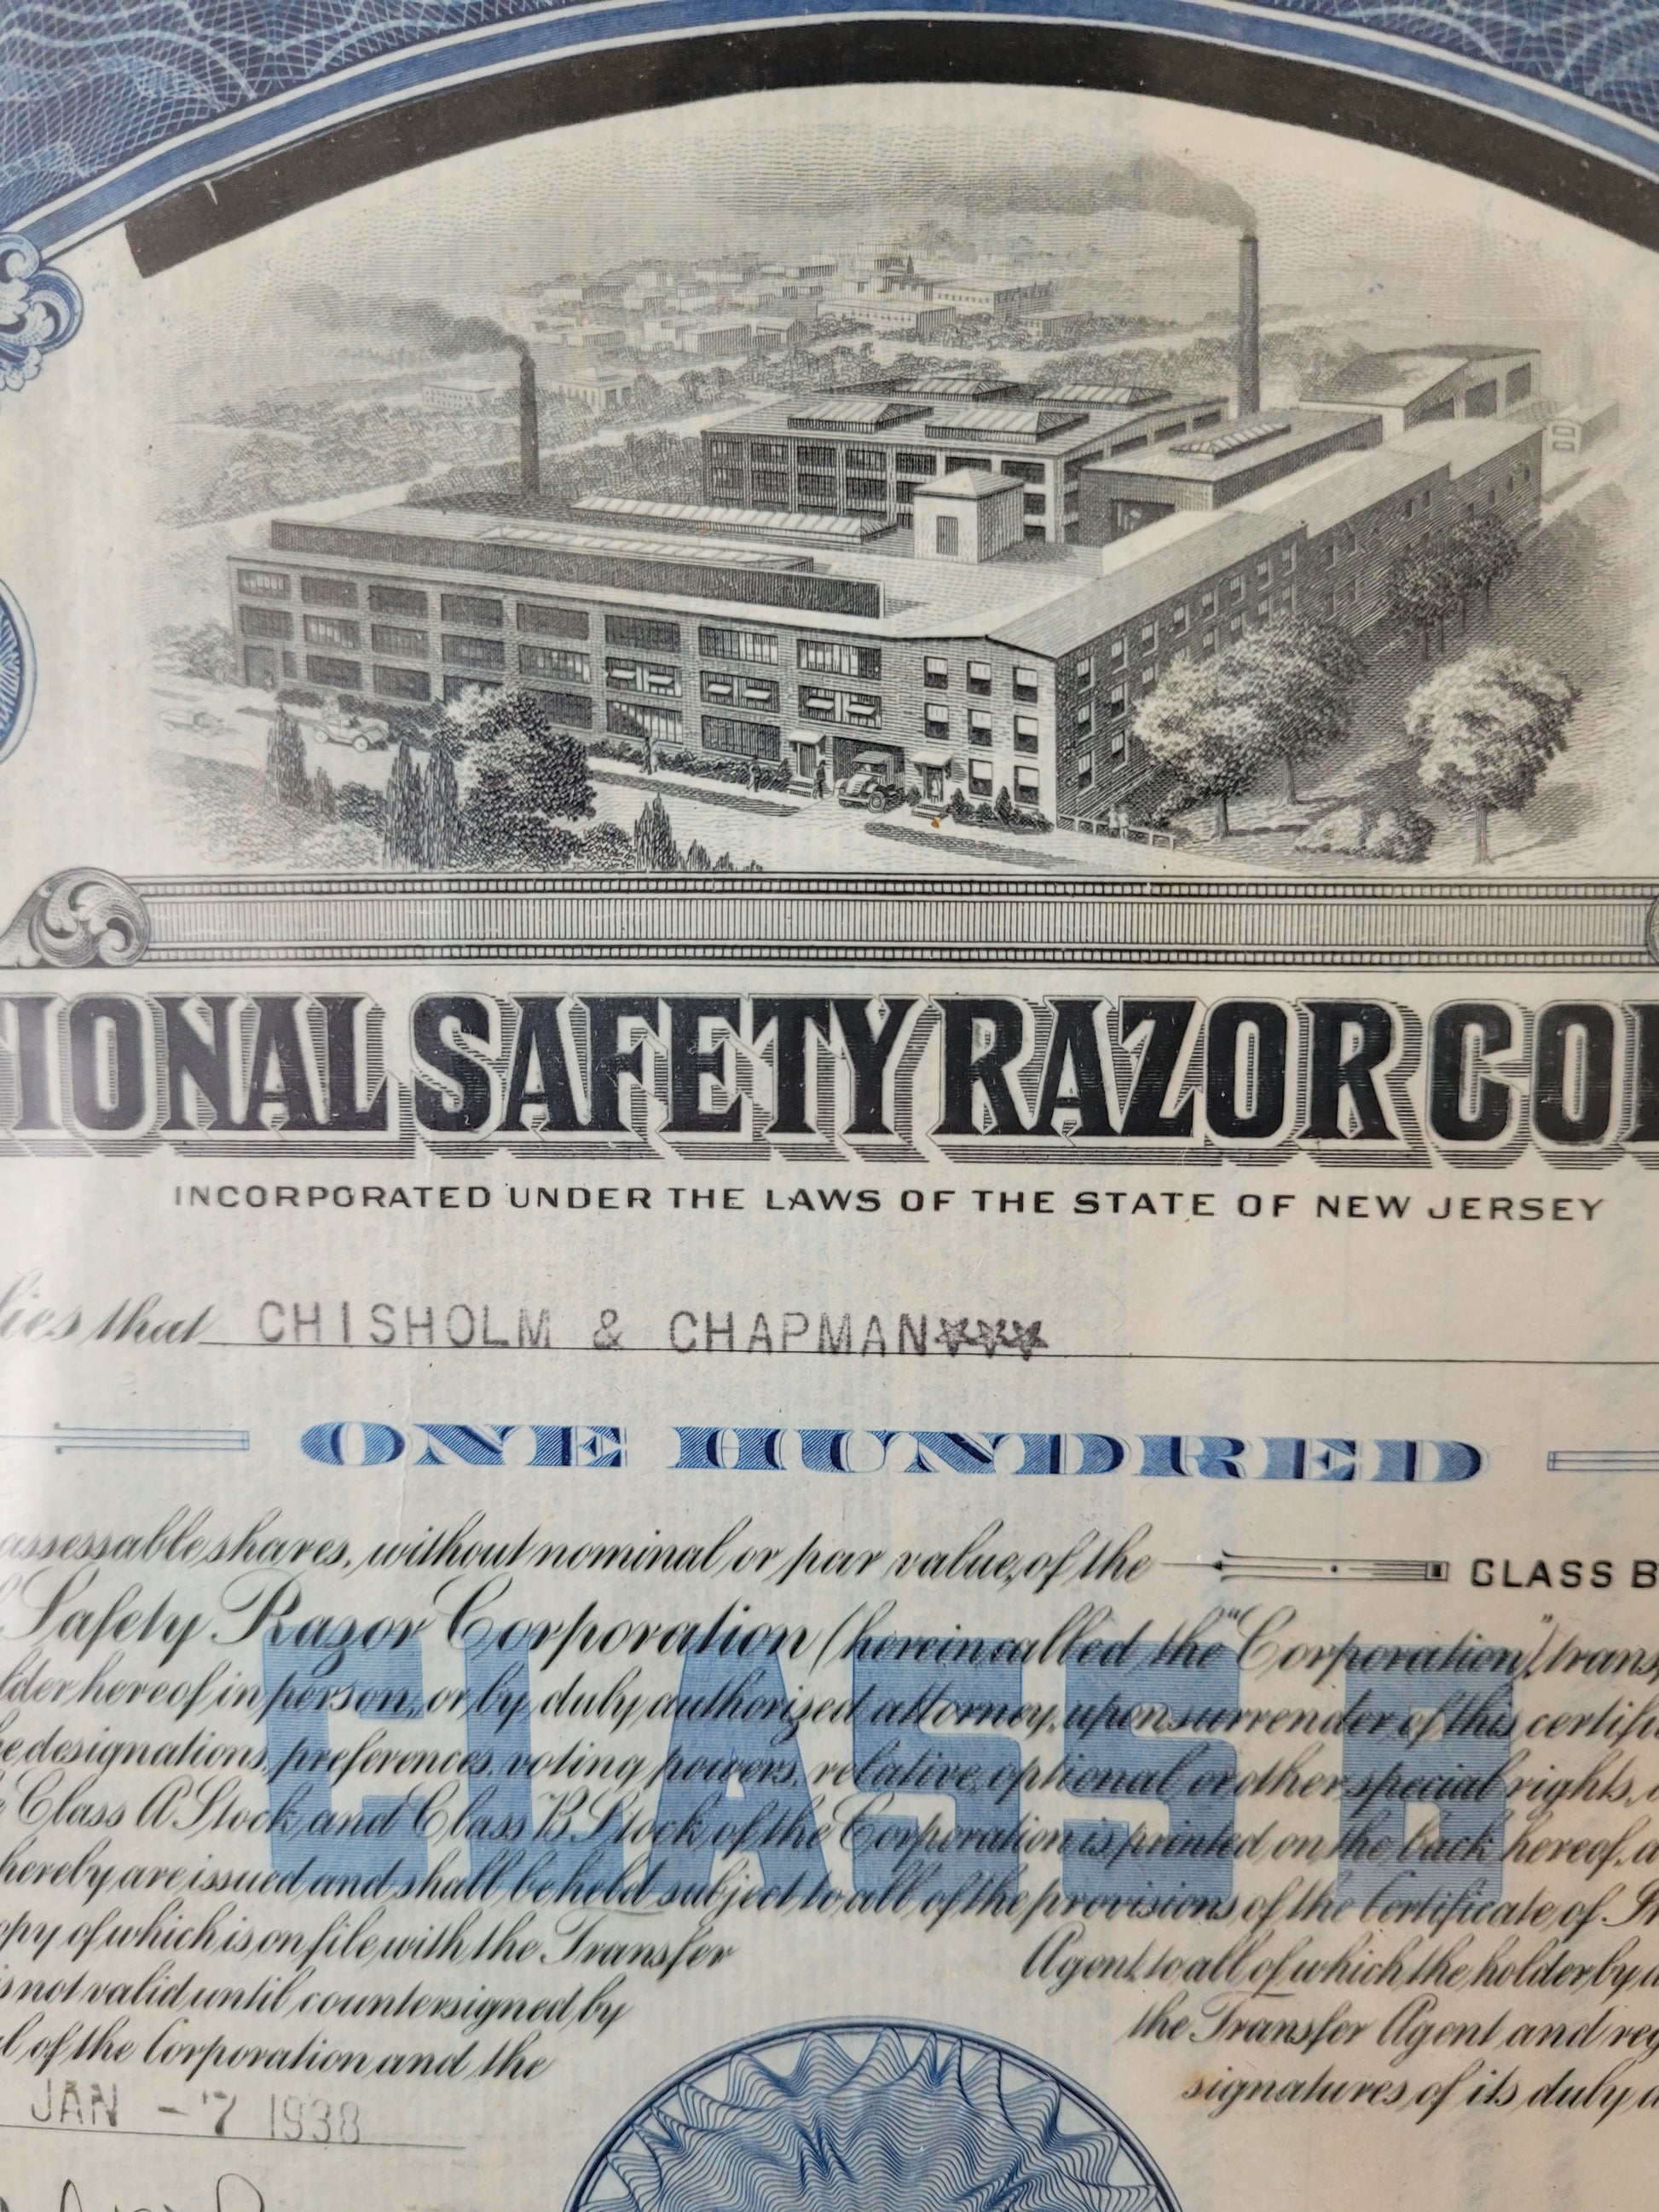 IONAL SAFETY RAZOR CO
INCORPORATED UNDER THE LAWS OF THE STATE OF NEW JERSEY
ies that CHISHOLM & CHAPMAN***
ONE HUNDRED
assessable shares, without nominal or par value, of the CLASS B
Safety Razor Corporation (herein called the "Corporation"), trans
lder hereof in person, or by duly authorized attorney, upon surrender of this certifi
e designations, preferences, voting powers, relative, optional or other special rights,
Class A Stock and Class B Stock of the Corporation is printed on the back hereof, a
CLASS B
hereby are issued and shall be held subject to all of the provisions of the Certificate of In
opy of which is on file with the Transfer Agent, to all of which the holder, by
s not valid until countersigned by the Transfer Agent and reg
l of the Corporation and the signatures of its duly a
JAN -7 1938